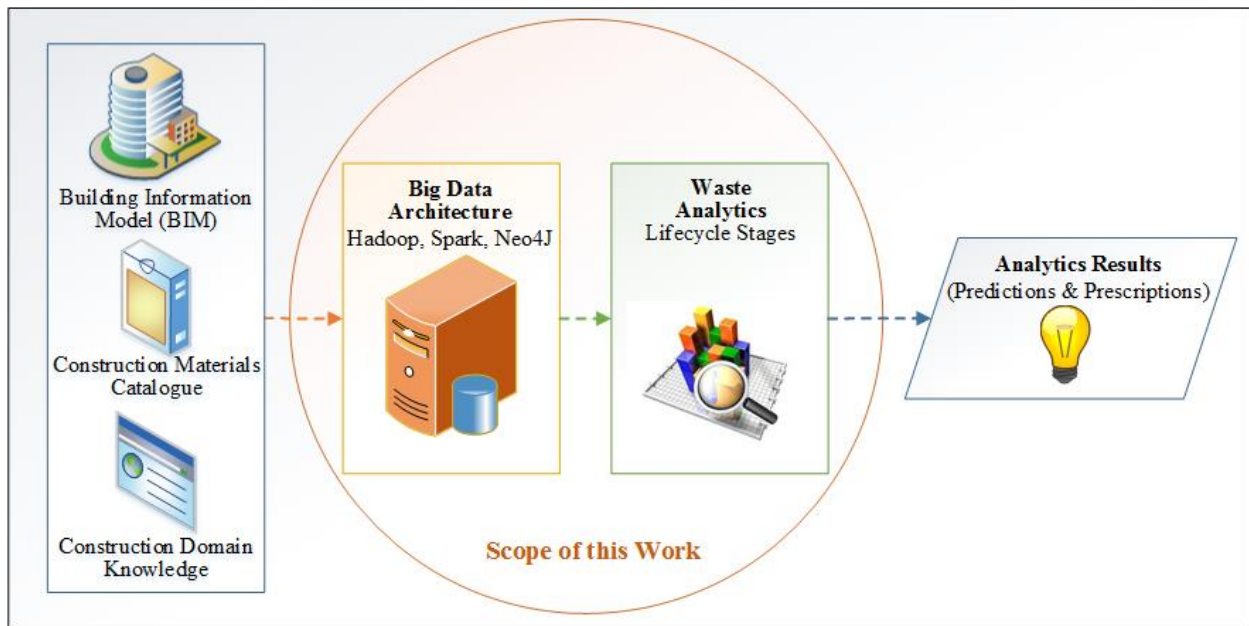 Building Information
Model (BIM)
Construction Materials
Catalogue
Construction Domain
Knowledge
Big Data
Architecture
Hadoop, Spark, Neo4J
Waste
Analytics
Lifecycle Stages
Analytics Results
(Predictions & Prescriptions)
Scope of this Work